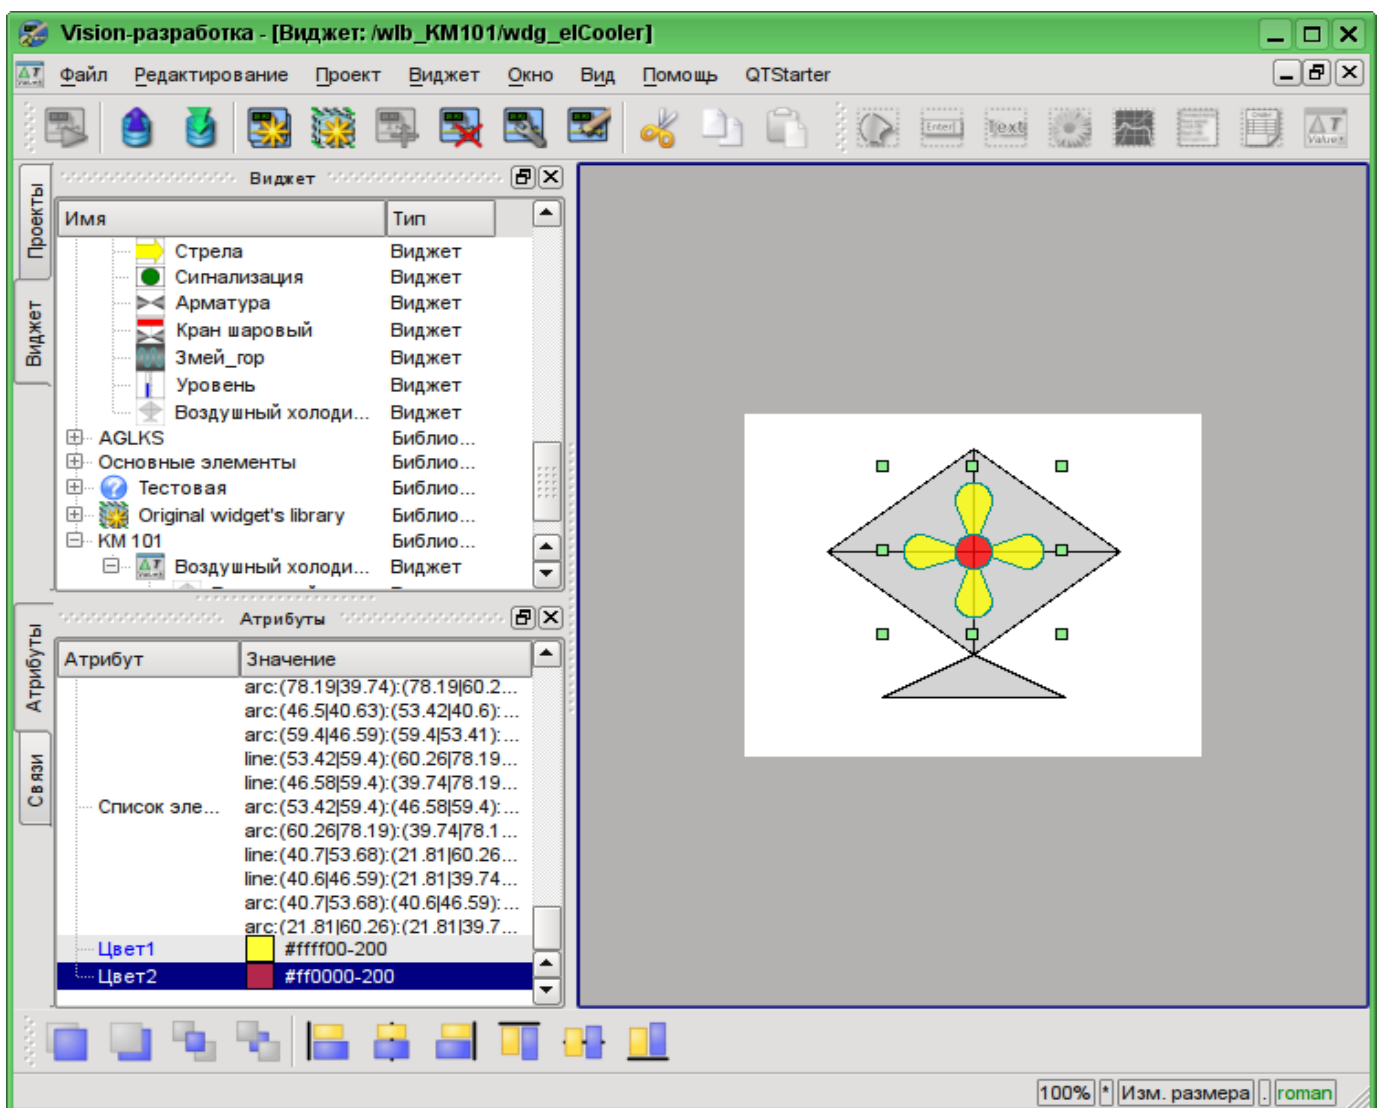 Vision-разработка - [Виджет: /wlb_KM101/wdg_elCooler]
Файл Редактирование Проект Виджет Окно Вид Помощь QTStarter
Enter
Text
Value
Проекты
Виджет
Виджет
Имя Тип
Стрела Виджет
Сигнализация Виджет
Арматура Виджет
Кран шаровый Виджет
Змей_гор Виджет
Уровень Виджет
Воздушный холоди... Виджет
AGLKS Библио...
Основные элементы Библио...
Тестовая Библио...
Original widget's library Библио...
KM 101 Библио...
Воздушный холоди... Виджет
Атрибуты
Связи
Атрибуты
Атрибут Значение
arc:(78.19|39.74):(78.19|60.2...
arc:(46.5|40.63):(53.42|40.6):...
arc:(59.4|46.59):(59.4|53.41):...
line:(53.42|59.4):(60.26|78.19...
line:(46.58|59.4):(39.74|78.19...
Список эле... arc:(53.42|59.4):(46.58|59.4):...
arc:(60.26|78.19):(39.74|78.1...
line:(40.7|53.68):(21.81|60.26...
line:(40.6|46.59):(21.81|39.74...
arc:(40.7|53.68):(40.6|46.59):...
arc:(21.81|60.26):(21.81|39.7...
Цвет1 #ffff00-200
Цвет2 #ff0000-200
100% * Изм. размера . roman